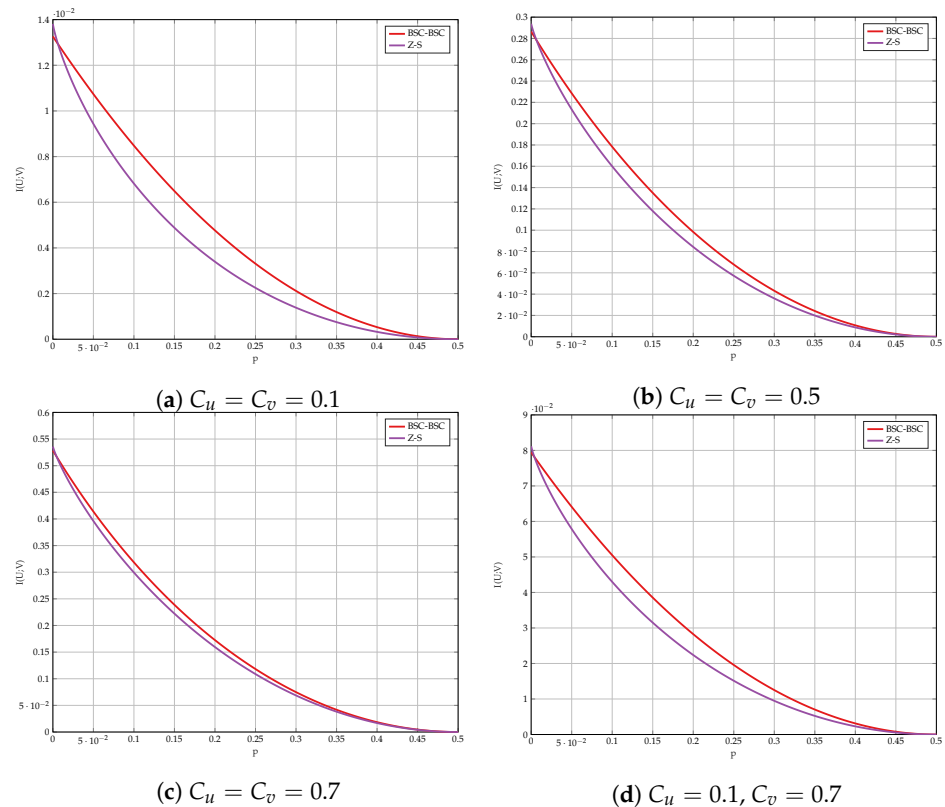 1.4 ·10⁻²
BSC-BSC
Z-S
1.2
1
0.8
0.6
0.4
0.2
0
I(U;V)
0 5 · 10⁻² 0.1 0.15 0.2 0.25 0.3 0.35 0.4 0.45 0.5
P
(a) Cᵤ = Cᵥ = 0.1
0.3
BSC-BSC
Z-S
0.28
0.26
0.24
0.22
0.2
0.18
0.16
0.14
0.12
0.1
8 · 10⁻²
6 · 10⁻²
4 · 10⁻²
2 · 10⁻²
0
I(U;V)
0 5 · 10⁻² 0.1 0.15 0.2 0.25 0.3 0.35 0.4 0.45 0.5
P
(b) Cᵤ = Cᵥ = 0.5
0.6
BSC-BSC
Z-S
0.55
0.5
0.45
0.4
0.35
0.3
0.25
0.2
0.15
0.1
5 · 10⁻²
0
I(U;V)
0 5 · 10⁻² 0.1 0.15 0.2 0.25 0.3 0.35 0.4 0.45 0.5
P
(c) Cᵤ = Cᵥ = 0.7
9 ·10⁻²
BSC-BSC
Z-S
8
7
6
5
4
3
2
1
0
I(U;V)
0 5 · 10⁻² 0.1 0.15 0.2 0.25 0.3 0.35 0.4 0.45 0.5
P
(d) Cᵤ = 0.1, Cᵥ = 0.7